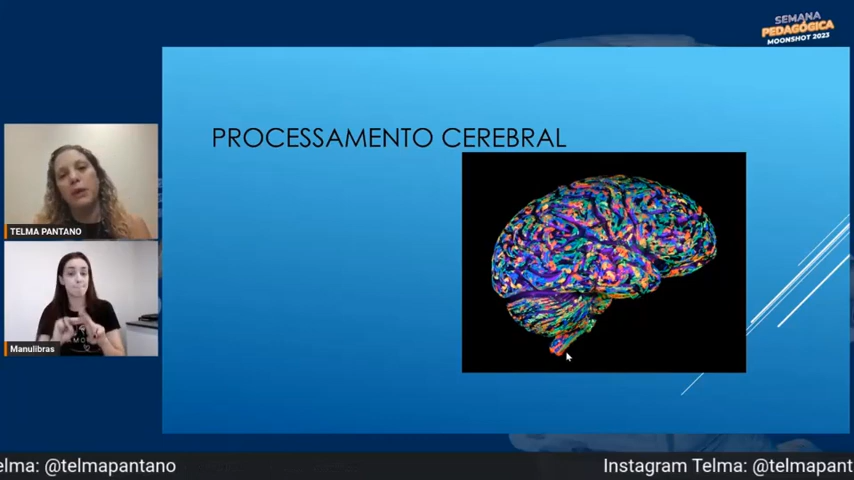 SEMANA
PEDAGÓGICA
MOONSHOT 2023
PROCESSAMENTO CEREBRAL
TELMA PANTANO
Manulibras
elma: @telmapantano
Instagram Telma: @telmapant